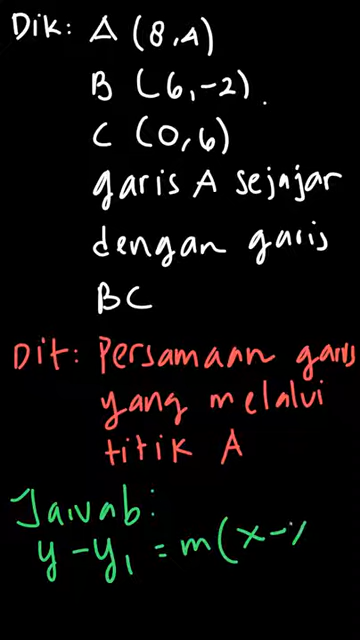 Dik: A (8,4)
B (6,-2)
C (0,6)
garis A sejajar
dengan garis
BC
Dit: Persamaan garis
yang melalui
titik A
Jawab:
y - y₁ = m(x -